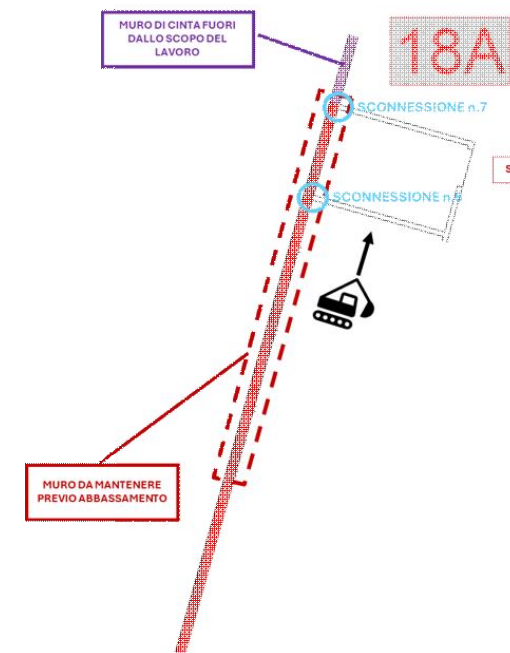 MURO DI CINTA FUORI
DALLO SCOPO DEL
LAVORO
18A
SCONNESSIONE n.7
S
SCONNESSIONE n.
MURO DA MANTENERE
PREVIO ABBASSAMENTO